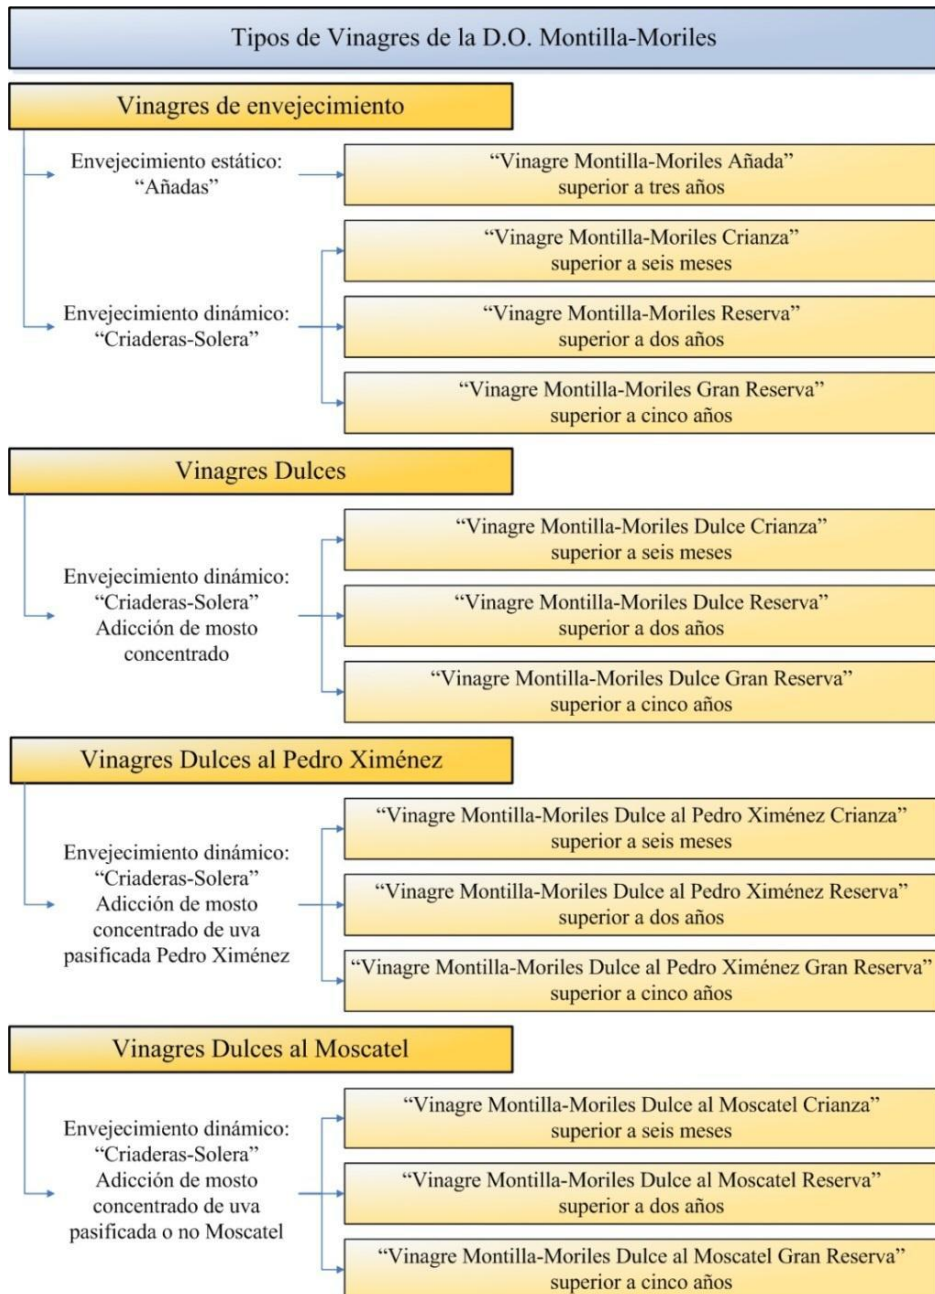 Tipos de Vinagres de la D.O. Montilla-Moriles
Vinagres de envejecimiento
Envejecimiento estático:
“Añadas”
“Vinagre Montilla-Moriles Añada”
superior a tres años
Envejecimiento dinámico:
“Criaderas-Solera”
“Vinagre Montilla-Moriles Crianza”
superior a seis meses
“Vinagre Montilla-Moriles Reserva”
superior a dos años
“Vinagre Montilla-Moriles Gran Reserva”
superior a cinco años
Vinagres Dulces
Envejecimiento dinámico:
“Criaderas-Solera”
Adicción de mosto
concentrado
“Vinagre Montilla-Moriles Dulce Crianza”
superior a seis meses
“Vinagre Montilla-Moriles Dulce Reserva”
superior a dos años
“Vinagre Montilla-Moriles Dulce Gran Reserva”
superior a cinco años
Vinagres Dulces al Pedro Ximénez
Envejecimiento dinámico:
“Criaderas-Solera”
Adicción de mosto
concentrado de uva
pasificada Pedro Ximénez
“Vinagre Montilla-Moriles Dulce al Pedro Ximénez Crianza”
superior a seis meses
“Vinagre Montilla-Moriles Dulce al Pedro Ximénez Reserva”
superior a dos años
“Vinagre Montilla-Moriles Dulce al Pedro Ximénez Gran Reserva”
superior a cinco años
Vinagres Dulces al Moscatel
Envejecimiento dinámico:
“Criaderas-Solera”
Adicción de mosto
concentrado de uva
pasificada o no Moscatel
“Vinagre Montilla-Moriles Dulce al Moscatel Crianza”
superior a seis meses
“Vinagre Montilla-Moriles Dulce al Moscatel Reserva”
superior a dos años
“Vinagre Montilla-Moriles Dulce al Moscatel Gran Reserva”
superior a cinco años